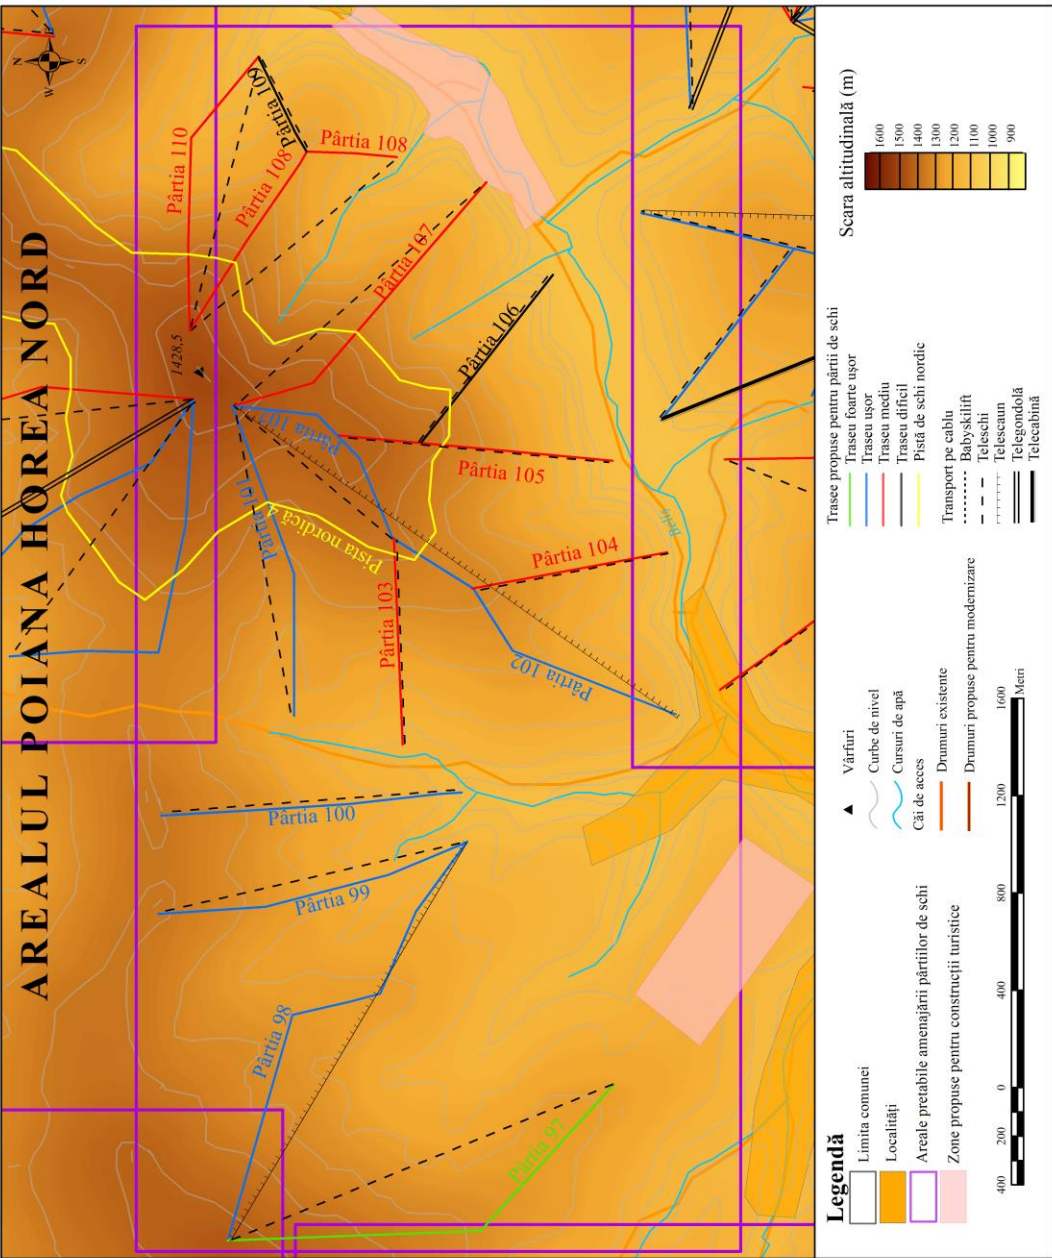 AREALUL POIANA HOREA NORD
N
S
W
1428,5
Pârtia 97
Pârtia 98
Pârtia 99
Pârtia 100
Pârtia 101
Pârtia 102
Pârtia 102
Pârtia 103
Pârtia 104
Pârtia 105
Pârtia 106
Pârtia 107
Pârtia 108
Pârtia 108
Pârtia 109
Pârtia 110
Pista nordică 4
Beliș
Legendă
Limita comunei
Localități
Areale pretabile amenajării pârtiilor de schi
Zone propuse pentru construcții turistice
Vârfuri
Curbe de nivel
Cursuri de apă
Căi de acces
Drumuri existente
Drumuri propuse pentru modernizare
Trasee propuse pentru pârtii de schi
Traseu foarte ușor
Traseu ușor
Traseu mediu
Traseu dificil
Pistă de schi nordic
Transport pe cablu
Babyskilift
Teleschi
Telescaun
Telegondolă
Telecabină
Scara altitudinală (m)
1600
1500
1400
1300
1200
1100
1000
900
400 200 0 400 800 1200 1600
Metri